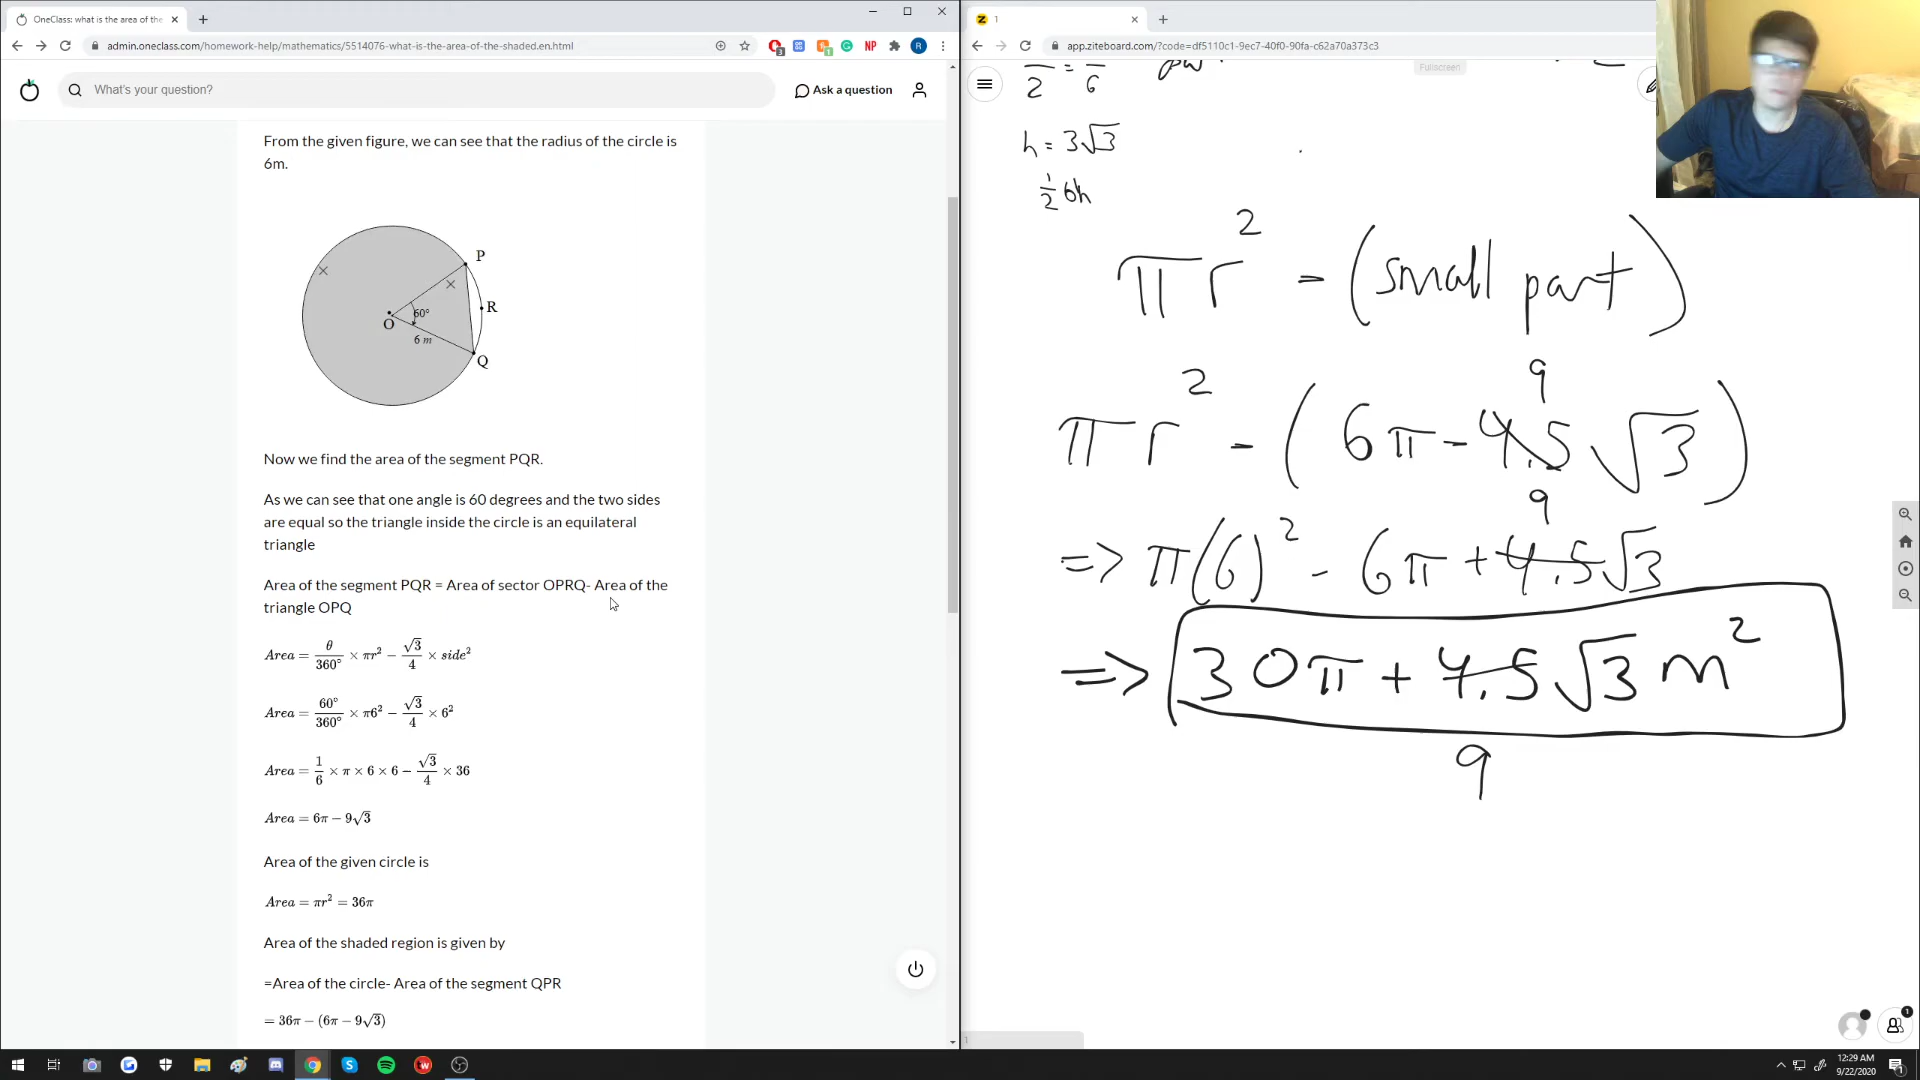 OneClass: what is the area of the
1
admin.oneclass.com/homework-help/mathematics/5514076-what-is-the-area-of-the-shaded.en.html
app.ziteboard.com/?code=df5110c1-9ec7-40f0-90fa-c62a70a373c3
What's your question?
Ask a question
Fullscreen
From the given figure, we can see that the radius of the circle is
6m.
P
R
60°
O
6 m
Q
Now we find the area of the segment PQR.
As we can see that one angle is 60 degrees and the two sides
are equal so the triangle inside the circle is an equilateral
triangle
Area of the segment PQR = Area of sector OPRQ- Area of the
triangle OPQ
Area = θ/360° × πr² − √3/4 × side²
Area = 60°/360° × π6² − √3/4 × 6²
Area = 1/6 × π × 6 × 6 − √3/4 × 36
Area = 6π − 9√3
Area of the given circle is
Area = πr² = 36π
Area of the shaded region is given by
=Area of the circle- Area of the segment QPR
= 36π − (6π − 9√3)
2 = 6
h = 3√3
1/2 bh
πr² - (small part)
9
πr² - (6π - 4.5√3)
9
=> π(6)² - 6π + 4.5√3
=> 30π + 4.5√3 m²
9
1
12:29 AM
9/22/2020